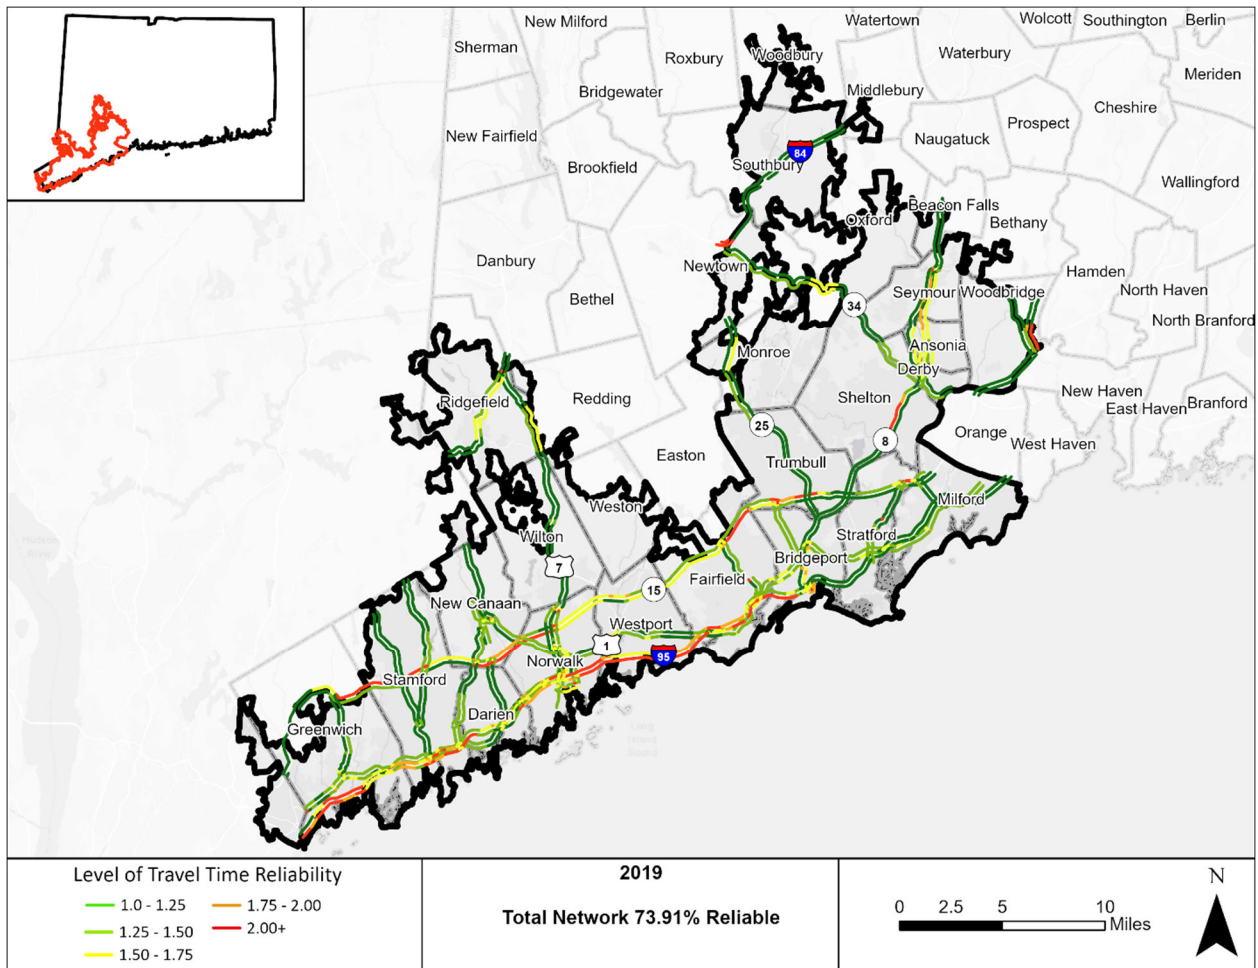 New Milford
Watertown
Wolcott
Southington
Berlin
Sherman
Roxbury
Woodbury
Waterbury
Meriden
Bridgewater
Middlebury
Cheshire
New Fairfield
Naugatuck
Prospect
Brookfield
84
Southbury
Wallingford
Beacon Falls
Oxford
Bethany
Danbury
Newtown
Hamden
Bethel
34
Seymour
Woodbridge
North Haven
North Branford
Monroe
Ansonia
Derby
Ridgefield
Redding
Shelton
New Haven
East Haven
Branford
25
8
Orange
West Haven
Easton
Trumbull
Weston
Milford
Wilton
Stratford
Hudson
River
7
Bridgeport
15
Fairfield
New Canaan
Westport
1
95
Norwalk
Stamford
Darien
Greenwich
Long
Island
Sound
Level of Travel Time Reliability
1.0 - 1.25
1.25 - 1.50
1.50 - 1.75
1.75 - 2.00
2.00+
2019
Total Network 73.91% Reliable
0 2.5 5 10
Miles
N